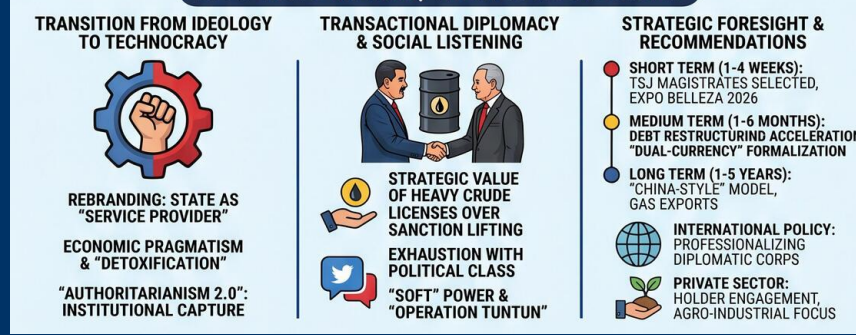 TRANSITION FROM IDEOLOGY
TO TECHNOCRACY
REBRANDING: STATE AS
"SERVICE PROVIDER"
ECONOMIC PRAGMATISM
& "DETOXIFICATION"
"AUTHORITARIANISM 2.0":
INSTITUTIONAL CAPTURE
TRANSACTIONAL DIPLOMACY
& SOCIAL LISTENING
STRATEGIC VALUE
OF HEAVY CRUDE
LICENSES OVER
SANCTION LIFTING
EXHAUSTION WITH
POLITICAL CLASS
"SOFT" POWER &
"OPERATION TUNTUN"
STRATEGIC FORESIGHT &
RECOMMENDATIONS
SHORT TERM (1-4 WEEKS):
TSJ MAGISTRATES SELECTED,
EXPO BELLEZA 2026
MEDIUM TERM (1-6 MONTHS):
DEBT RESTRUCTURIND ACCELERATION
"DUAL-CURRENCY" FORMALIZATION
LONG TERM (1-5 YEARS):
"CHINA-STYLE" MODEL,
GAS EXPORTS
INTERNATIONAL POLICY:
PROFESSIONALIZING
DIPLOMATIC CORPS
PRIVATE SECTOR:
HOLDER ENGAGEMENT,
AGRO-INDUSTRIAL FOCUS